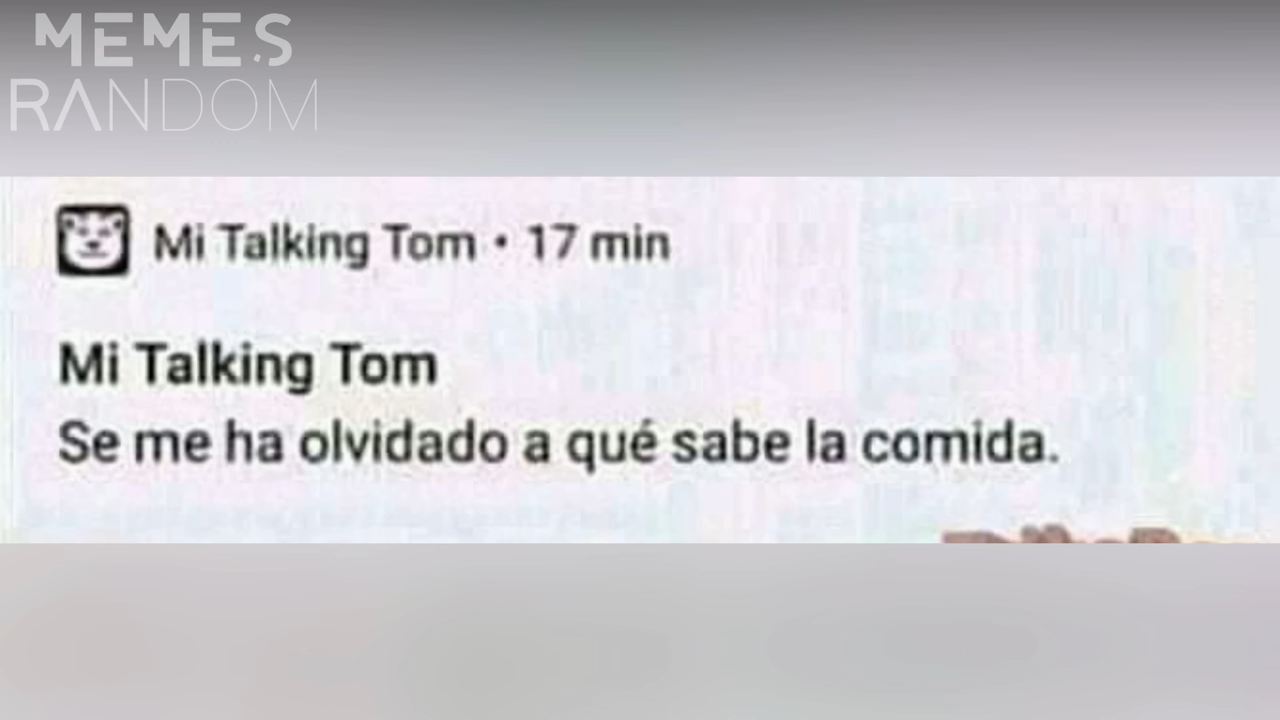 MEMES
RANDOM
Mi Talking Tom • 17 min
Mi Talking Tom
Se me ha olvidado a qué sabe la comida.